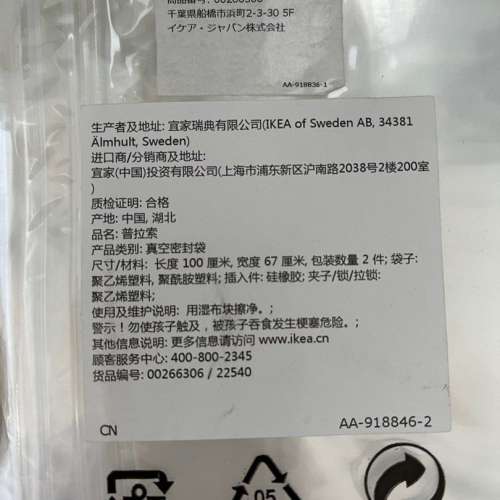 商品番号: 00266306
千葉県船橋市浜町2-3-30 5F
イケア・ジャパン株式会社
AA-918836-1
生产者及地址: 宜家瑞典有限公司(IKEA of Sweden AB, 34381
Älmhult, Sweden)
进口商/分销商及地址:
宜家(中国)投资有限公司(上海市浦东新区沪南路2038号2楼200室
)
质检证明: 合格
产地: 中国, 湖北
品名: 普拉索
产品类别: 真空密封袋
尺寸/材料: 长度 100 厘米, 宽度 67 厘米, 包装数量 2 件; 袋子:
聚乙烯塑料, 聚酰胺塑料; 插入件: 硅橡胶; 夹子/锁/拉锁:
聚乙烯塑料;
使用及维护说明: 用湿布块擦净。;
警示！勿使孩子触及，被孩子吞食发生梗塞危险。;
其他信息说明: 更多信息请访问 www.ikea.cn
顾客服务中心: 400-800-2345
货品编号: 00266306 / 22540
CN
AA-918846-2
05